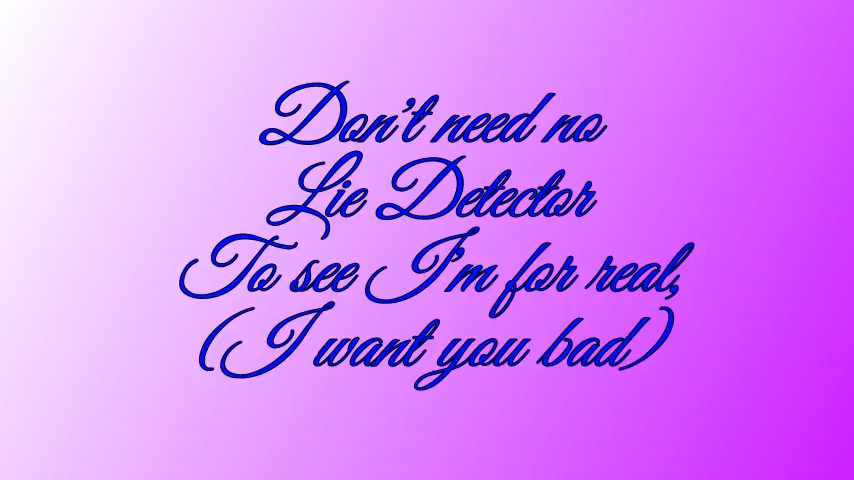 Don't need no
Lie Detector
To see I'm for real,
(I want you bad)